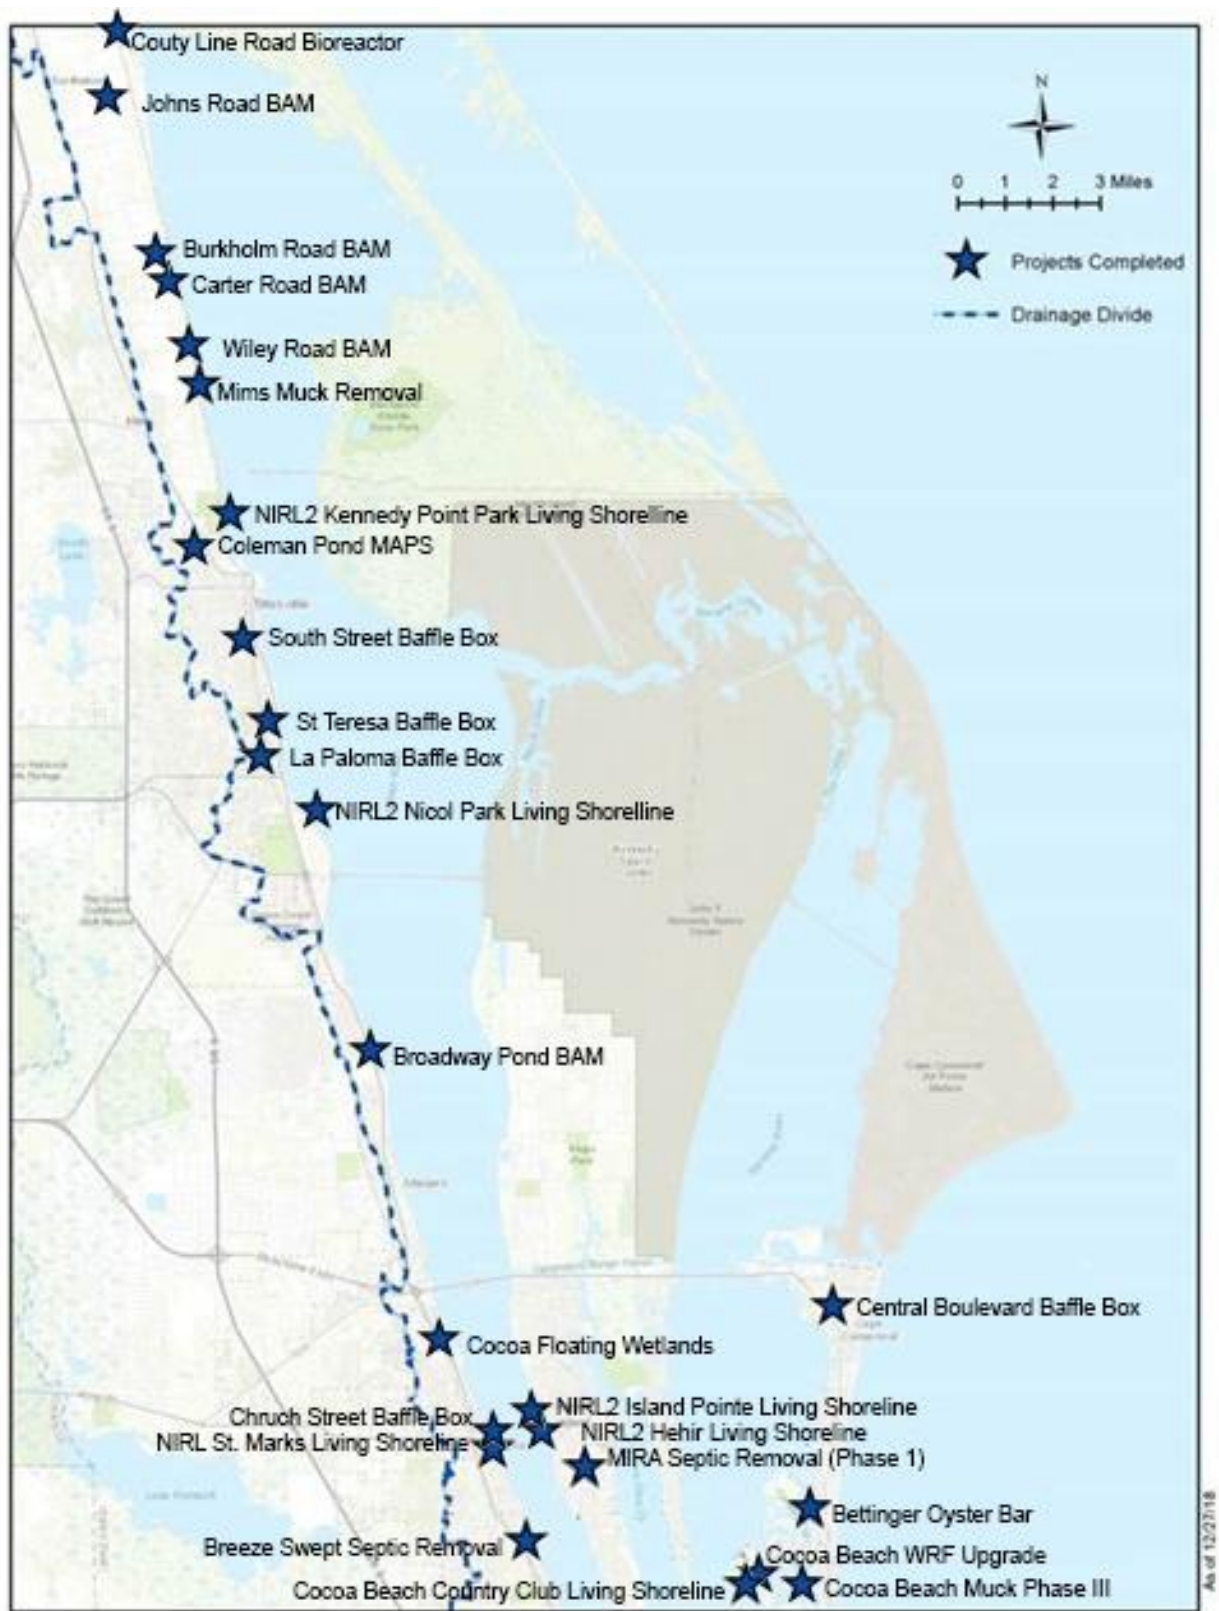 Couty Line Road Bioreactor
Johns Road BAM
N
0 1 2 3 Miles
Burkholm Road BAM
Projects Completed
Carter Road BAM
Drainage Divide
Wiley Road BAM
Mims Muck Removal
NIRL2 Kennedy Point Park Living Shorelline
Coleman Pond MAPS
South Street Baffle Box
St Teresa Baffle Box
La Paloma Baffle Box
NIRL2 Nicol Park Living Shorelline
Broadway Pond BAM
Central Boulevard Baffle Box
Cocoa Floating Wetlands
NIRL2 Island Pointe Living Shoreline
Chruch Street Baffle Box
NIRL2 Hehir Living Shoreline
NIRL St. Marks Living Shoreline
MIRA Septic Removal (Phase 1)
Bettinger Oyster Bar
Breeze Swept Septic Removal
Cocoa Beach WRF Upgrade
Cocoa Beach Country Club Living Shoreline
Cocoa Beach Muck Phase III
As of 12/27/18